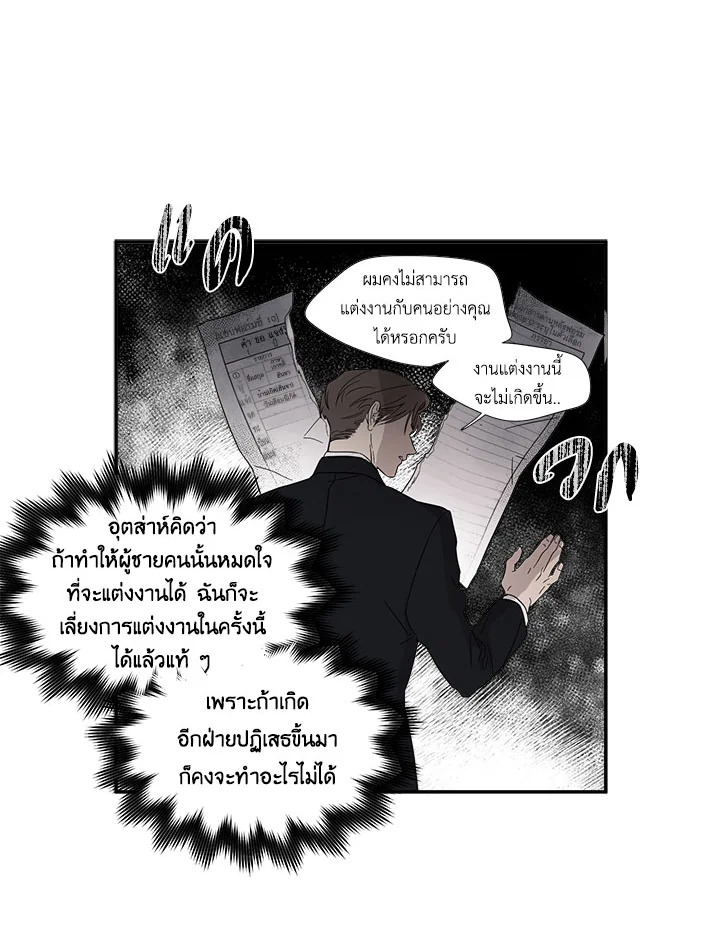 แค
ผมคงไม่สามารถ
แต่งงานกับคนอย่างคุณ
ได้หรอกครับ
งานแต่งงานนี้
จะไม่เกิดขึ้น..
อุตส่าห์คิดว่า
ถ้าทำให้ผู้ชายคนนั้นหมดใจ
ที่จะแต่งงานได้ ฉันก็จะ
เลี่ยงการแต่งงานในครั้งนี้
ได้แล้วแท้ ๆ
เพราะถ้าเกิด
อีกฝ่ายปฏิเสธขึ้นมา
ก็คงจะทำอะไรไม่ได้